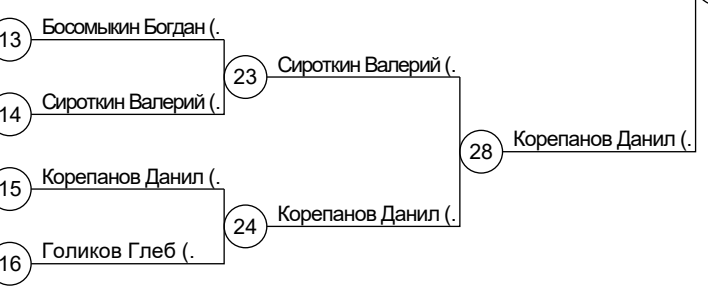 13
Босомыкин Богдан (.
23
Сироткин Валерий (.
14
Сироткин Валерий (.
28
Корепанов Данил (.
15
Корепанов Данил (.
24
Корепанов Данил (.
16
Голиков Глеб (.